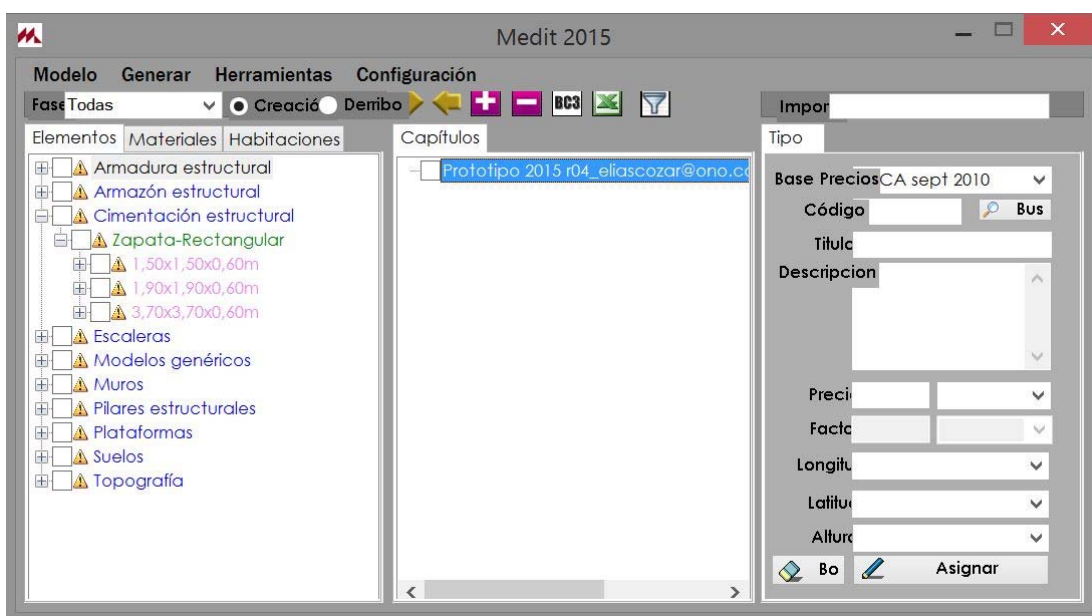 Medit 2015
Modelo Generar Herramientas Configuración
Fase Todas Creació Derribo BC3 Impor
Elementos Materiales Habitaciones
Armadura estructural
Armazón estructural
Cimentación estructural
Zapata-Rectangular
1,50x1,50x0,60m
1,90x1,90x0,60m
3,70x3,70x0,60m
Escaleras
Modelos genéricos
Muros
Pilares estructurales
Plataformas
Suelos
Topografía
Capítulos
Prototipo 2015 r04_eliascozar@ono.co
Tipo
Base Precios CA sept 2010
Código Bus
Titulo
Descripcion
Preci
Facto
Longitu
Latitu
Altura
Bo Asignar